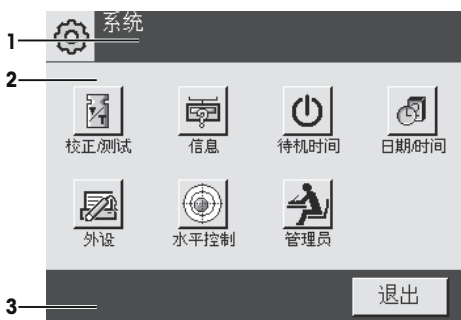 系统
1
2
校正/测试 信息 待机时间 日期/时间
外设 水平控制 管理员
3
退出